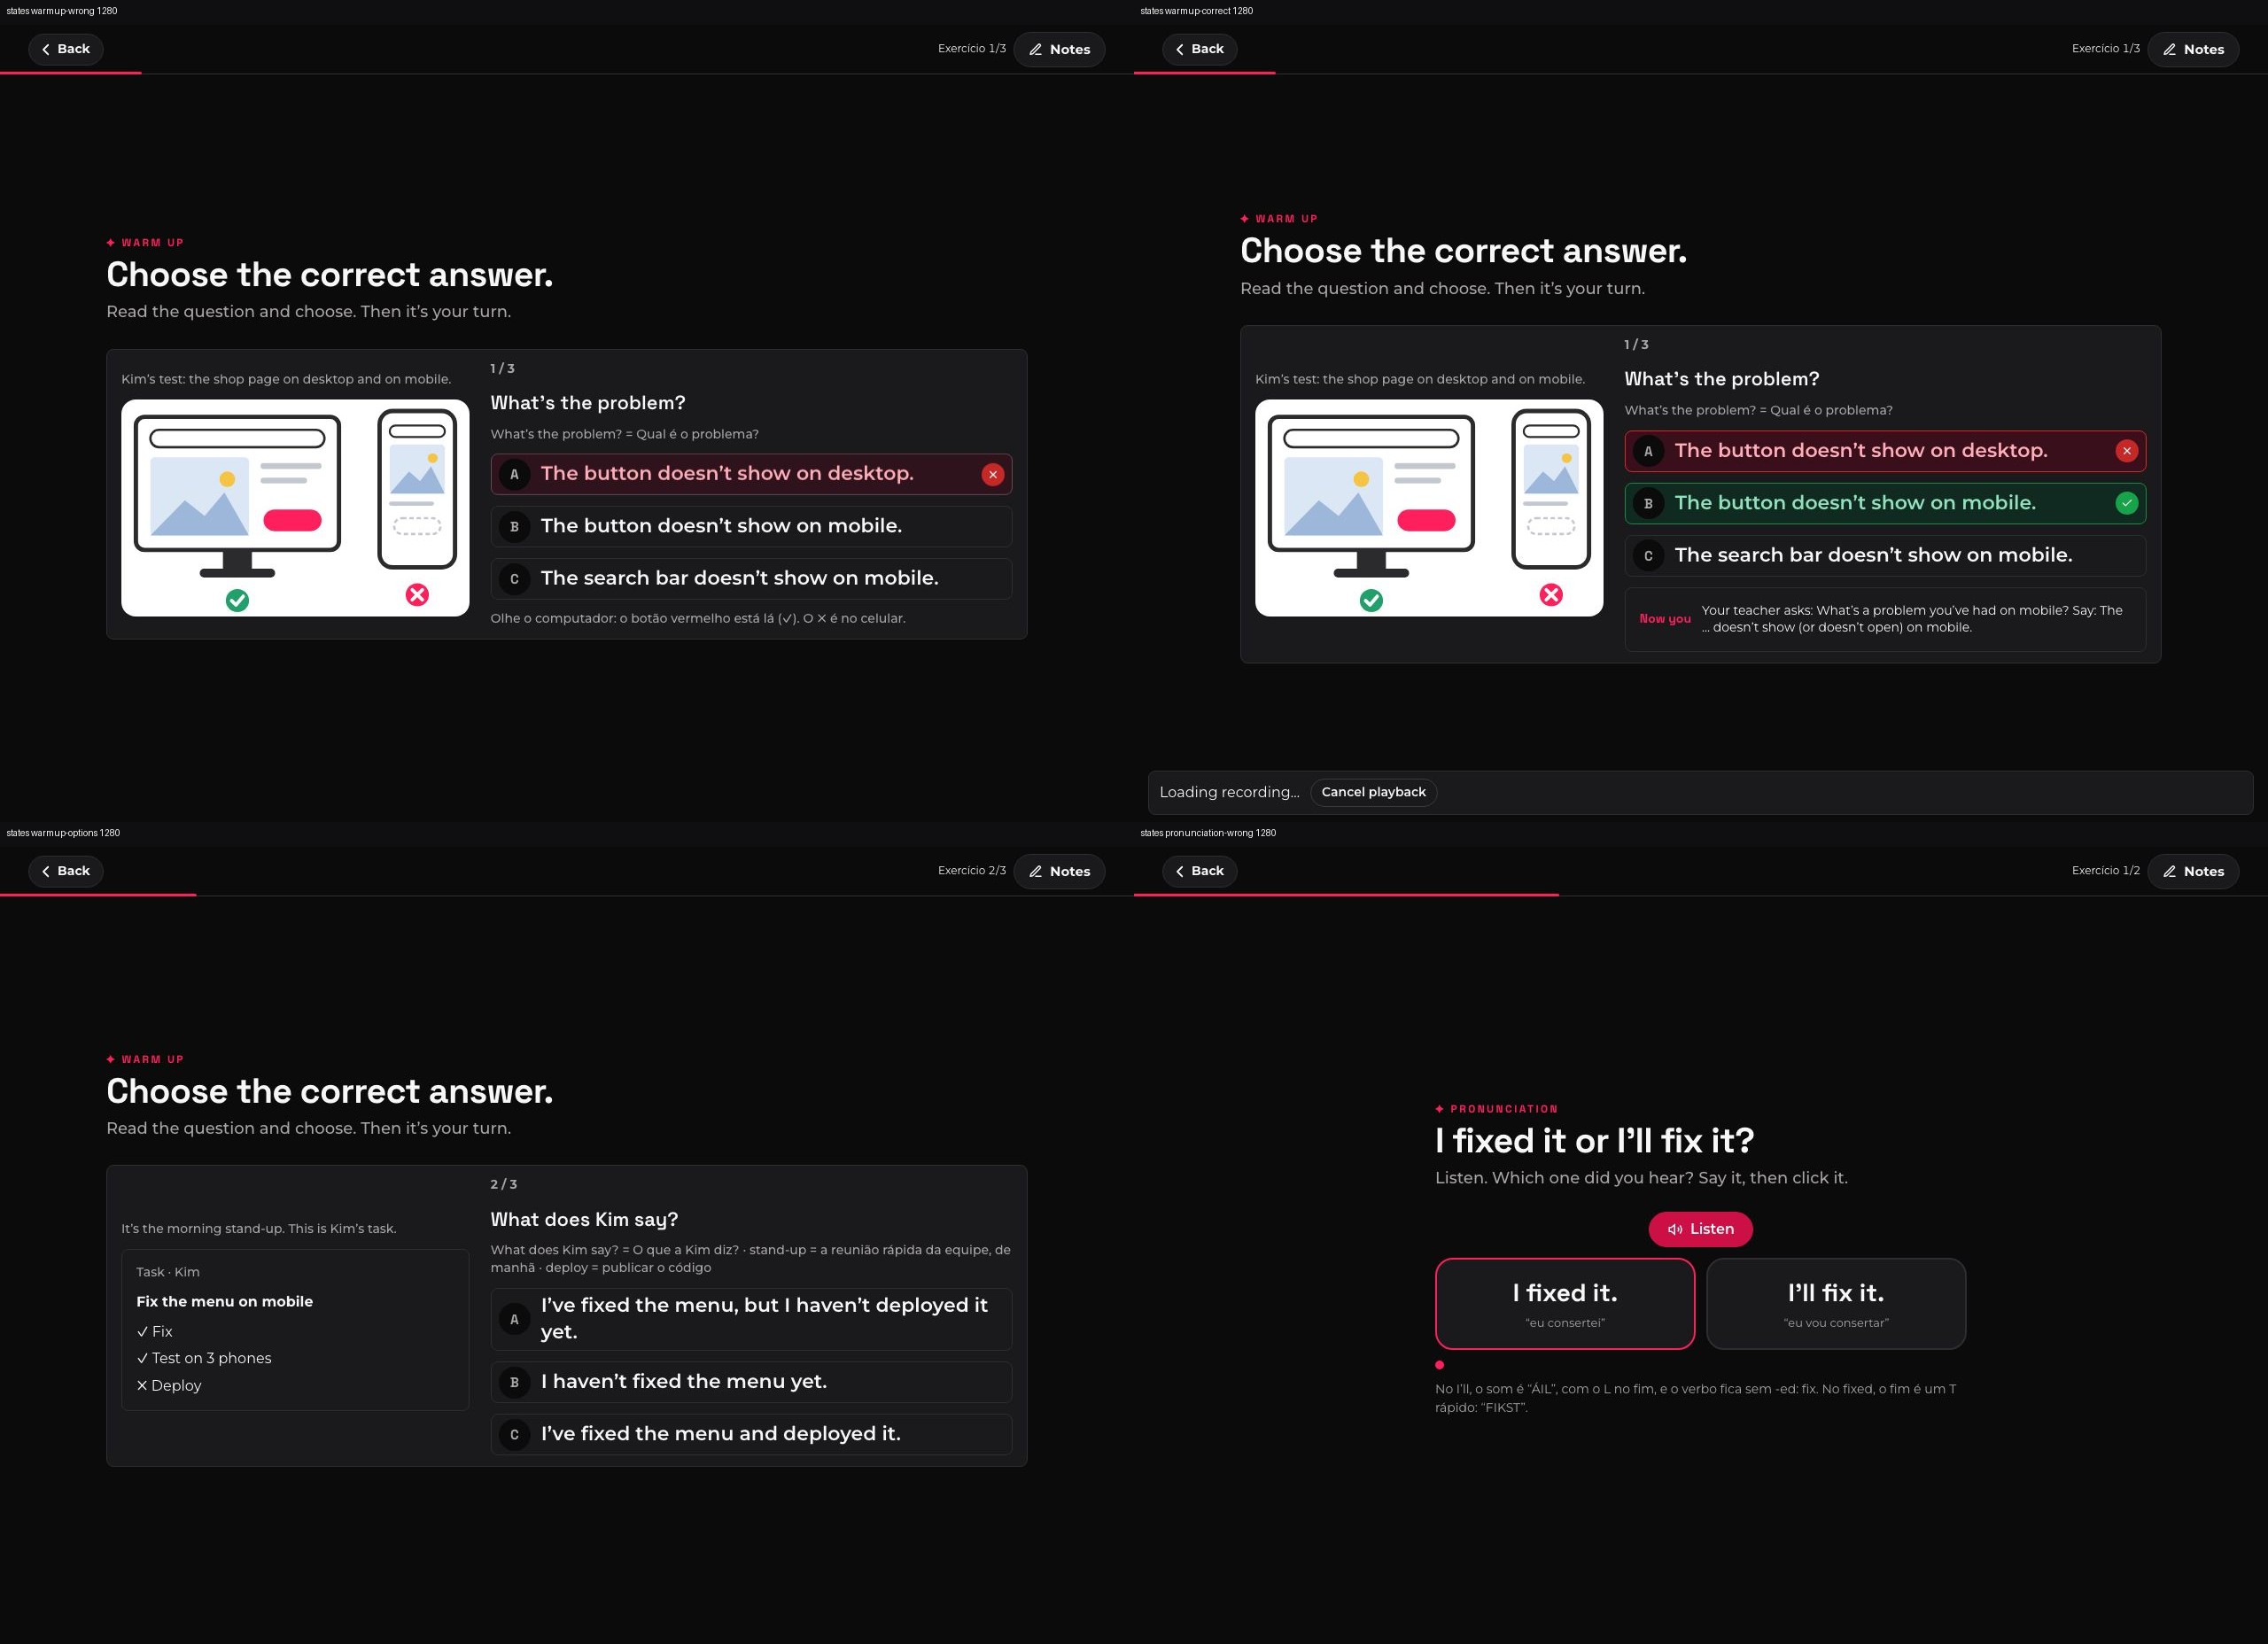 states warmup-wrong 1280
Back
Exercício 1/3
Notes
WARM UP
Choose the correct answer.
Read the question and choose. Then it’s your turn.
Kim’s test: the shop page on desktop and on mobile.
1 / 3
What’s the problem?
What’s the problem? = Qual é o problema?
A The button doesn’t show on desktop.
B The button doesn’t show on mobile.
C The search bar doesn’t show on mobile.
Olhe o computador: o botão vermelho está lá (✓). O × é no celular.
states warmup-correct 1280
Back
Exercício 1/3
Notes
WARM UP
Choose the correct answer.
Read the question and choose. Then it’s your turn.
Kim’s test: the shop page on desktop and on mobile.
1 / 3
What’s the problem?
What’s the problem? = Qual é o problema?
A The button doesn’t show on desktop.
B The button doesn’t show on mobile.
C The search bar doesn’t show on mobile.
Now you
Your teacher asks: What’s a problem you’ve had on mobile? Say: The
… doesn’t show (or doesn’t open) on mobile.
Loading recording…
Cancel playback
states warmup-options 1280
Back
Exercício 2/3
Notes
WARM UP
Choose the correct answer.
Read the question and choose. Then it’s your turn.
It’s the morning stand-up. This is Kim’s task.
Task · Kim
Fix the menu on mobile
✓ Fix
✓ Test on 3 phones
× Deploy
2 / 3
What does Kim say?
What does Kim say? = O que a Kim diz? · stand-up = a reunião rápida da equipe, de
manhã · deploy = publicar o código
A I’ve fixed the menu, but I haven’t deployed it
yet.
B I haven’t fixed the menu yet.
C I’ve fixed the menu and deployed it.
states pronunciation-wrong 1280
Back
Exercício 1/2
Notes
PRONUNCIATION
I fixed it or I’ll fix it?
Listen. Which one did you hear? Say it, then click it.
Listen
I fixed it.
“eu consertei”
I’ll fix it.
“eu vou consertar”
No I’ll, o som é “ÁIL”, com o L no fim, e o verbo fica sem -ed: fix. No fixed, o fim é um T
rápido: “FIKST”.